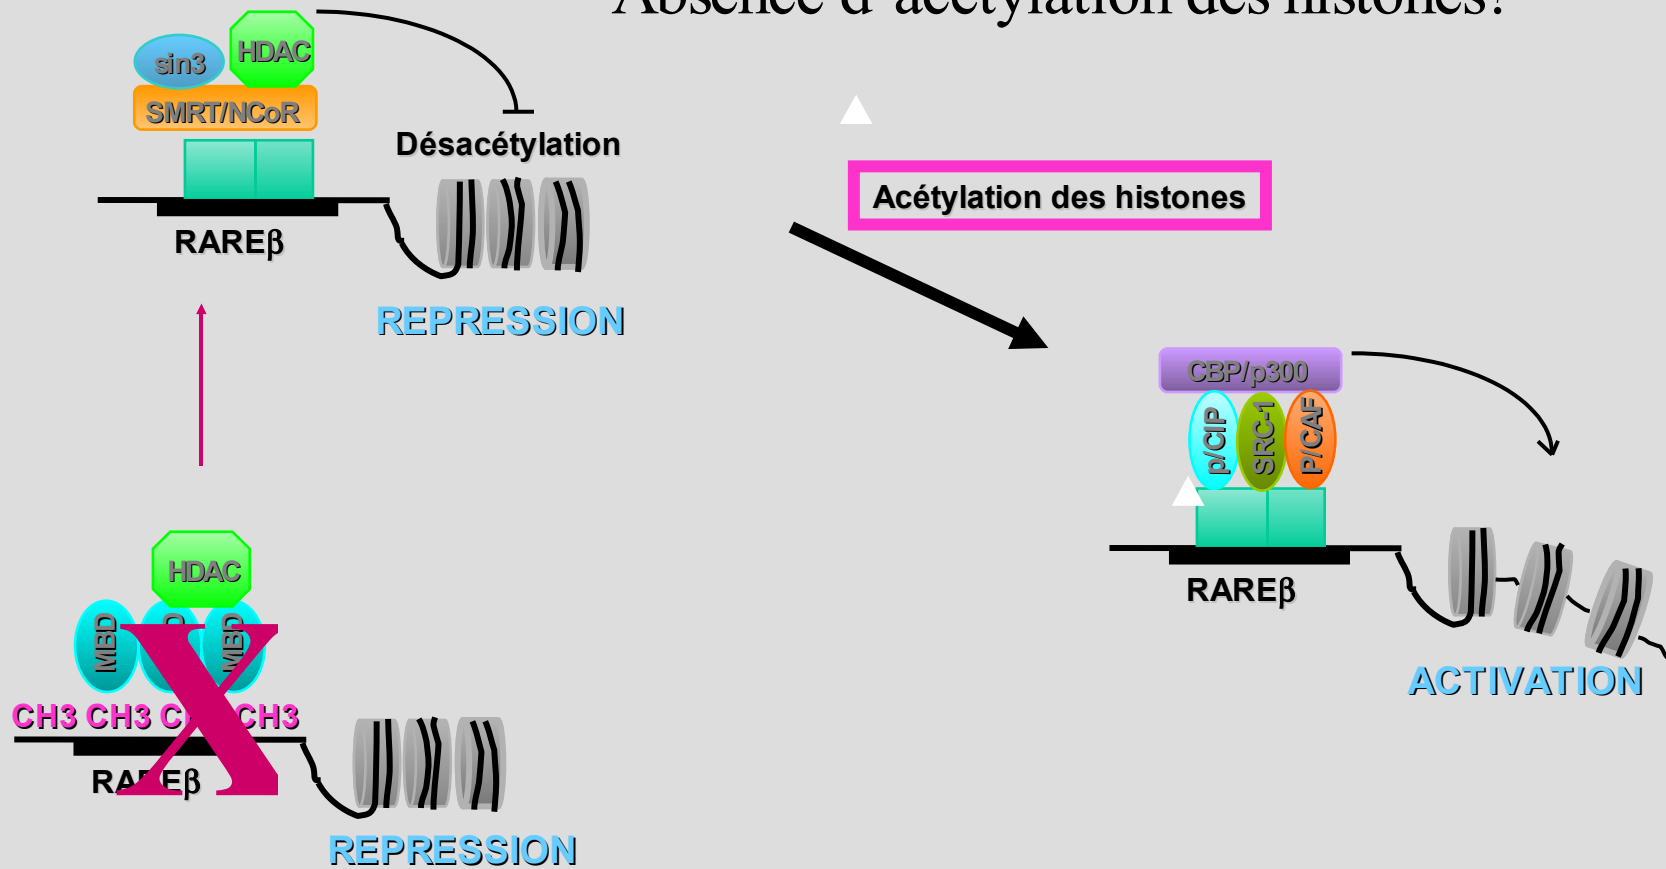 Absence d'acétylation des histones?
sin3
HDAC
SMRT/NCoR
Désacétylation
RAREβ
REPRESSION
Acétylation des histones
CBP/p300
p/CIP
SRC-1
P/CAF
RAREβ
ACTIVATION
HDAC
MBD
MBD
CH3 CH3 CH3
RAREβ
REPRESSION